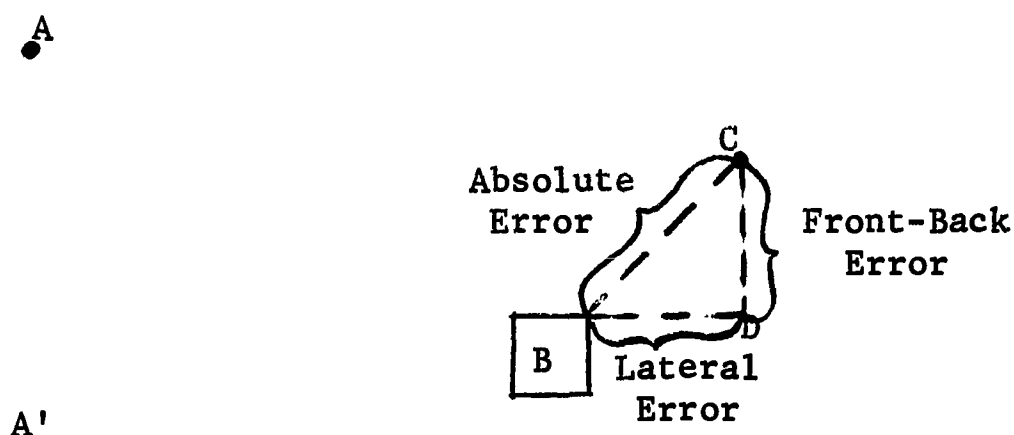 A
C
Absolute
Error
Front-Back
Error
D
B
Lateral
Error
A'